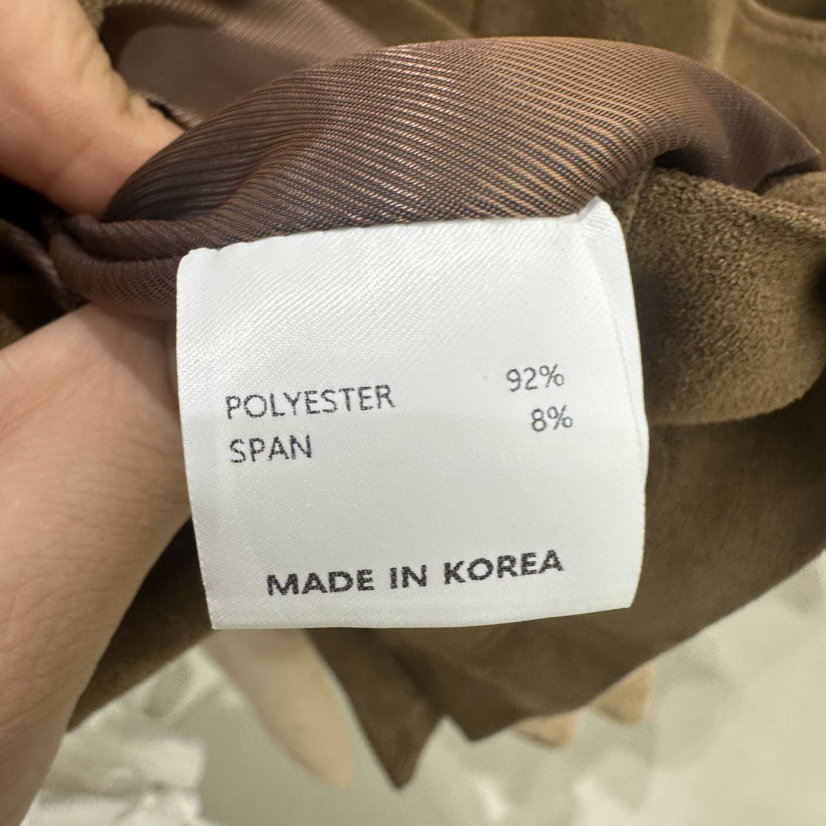 POLYESTER 92%
SPAN 8%
MADE IN KOREA